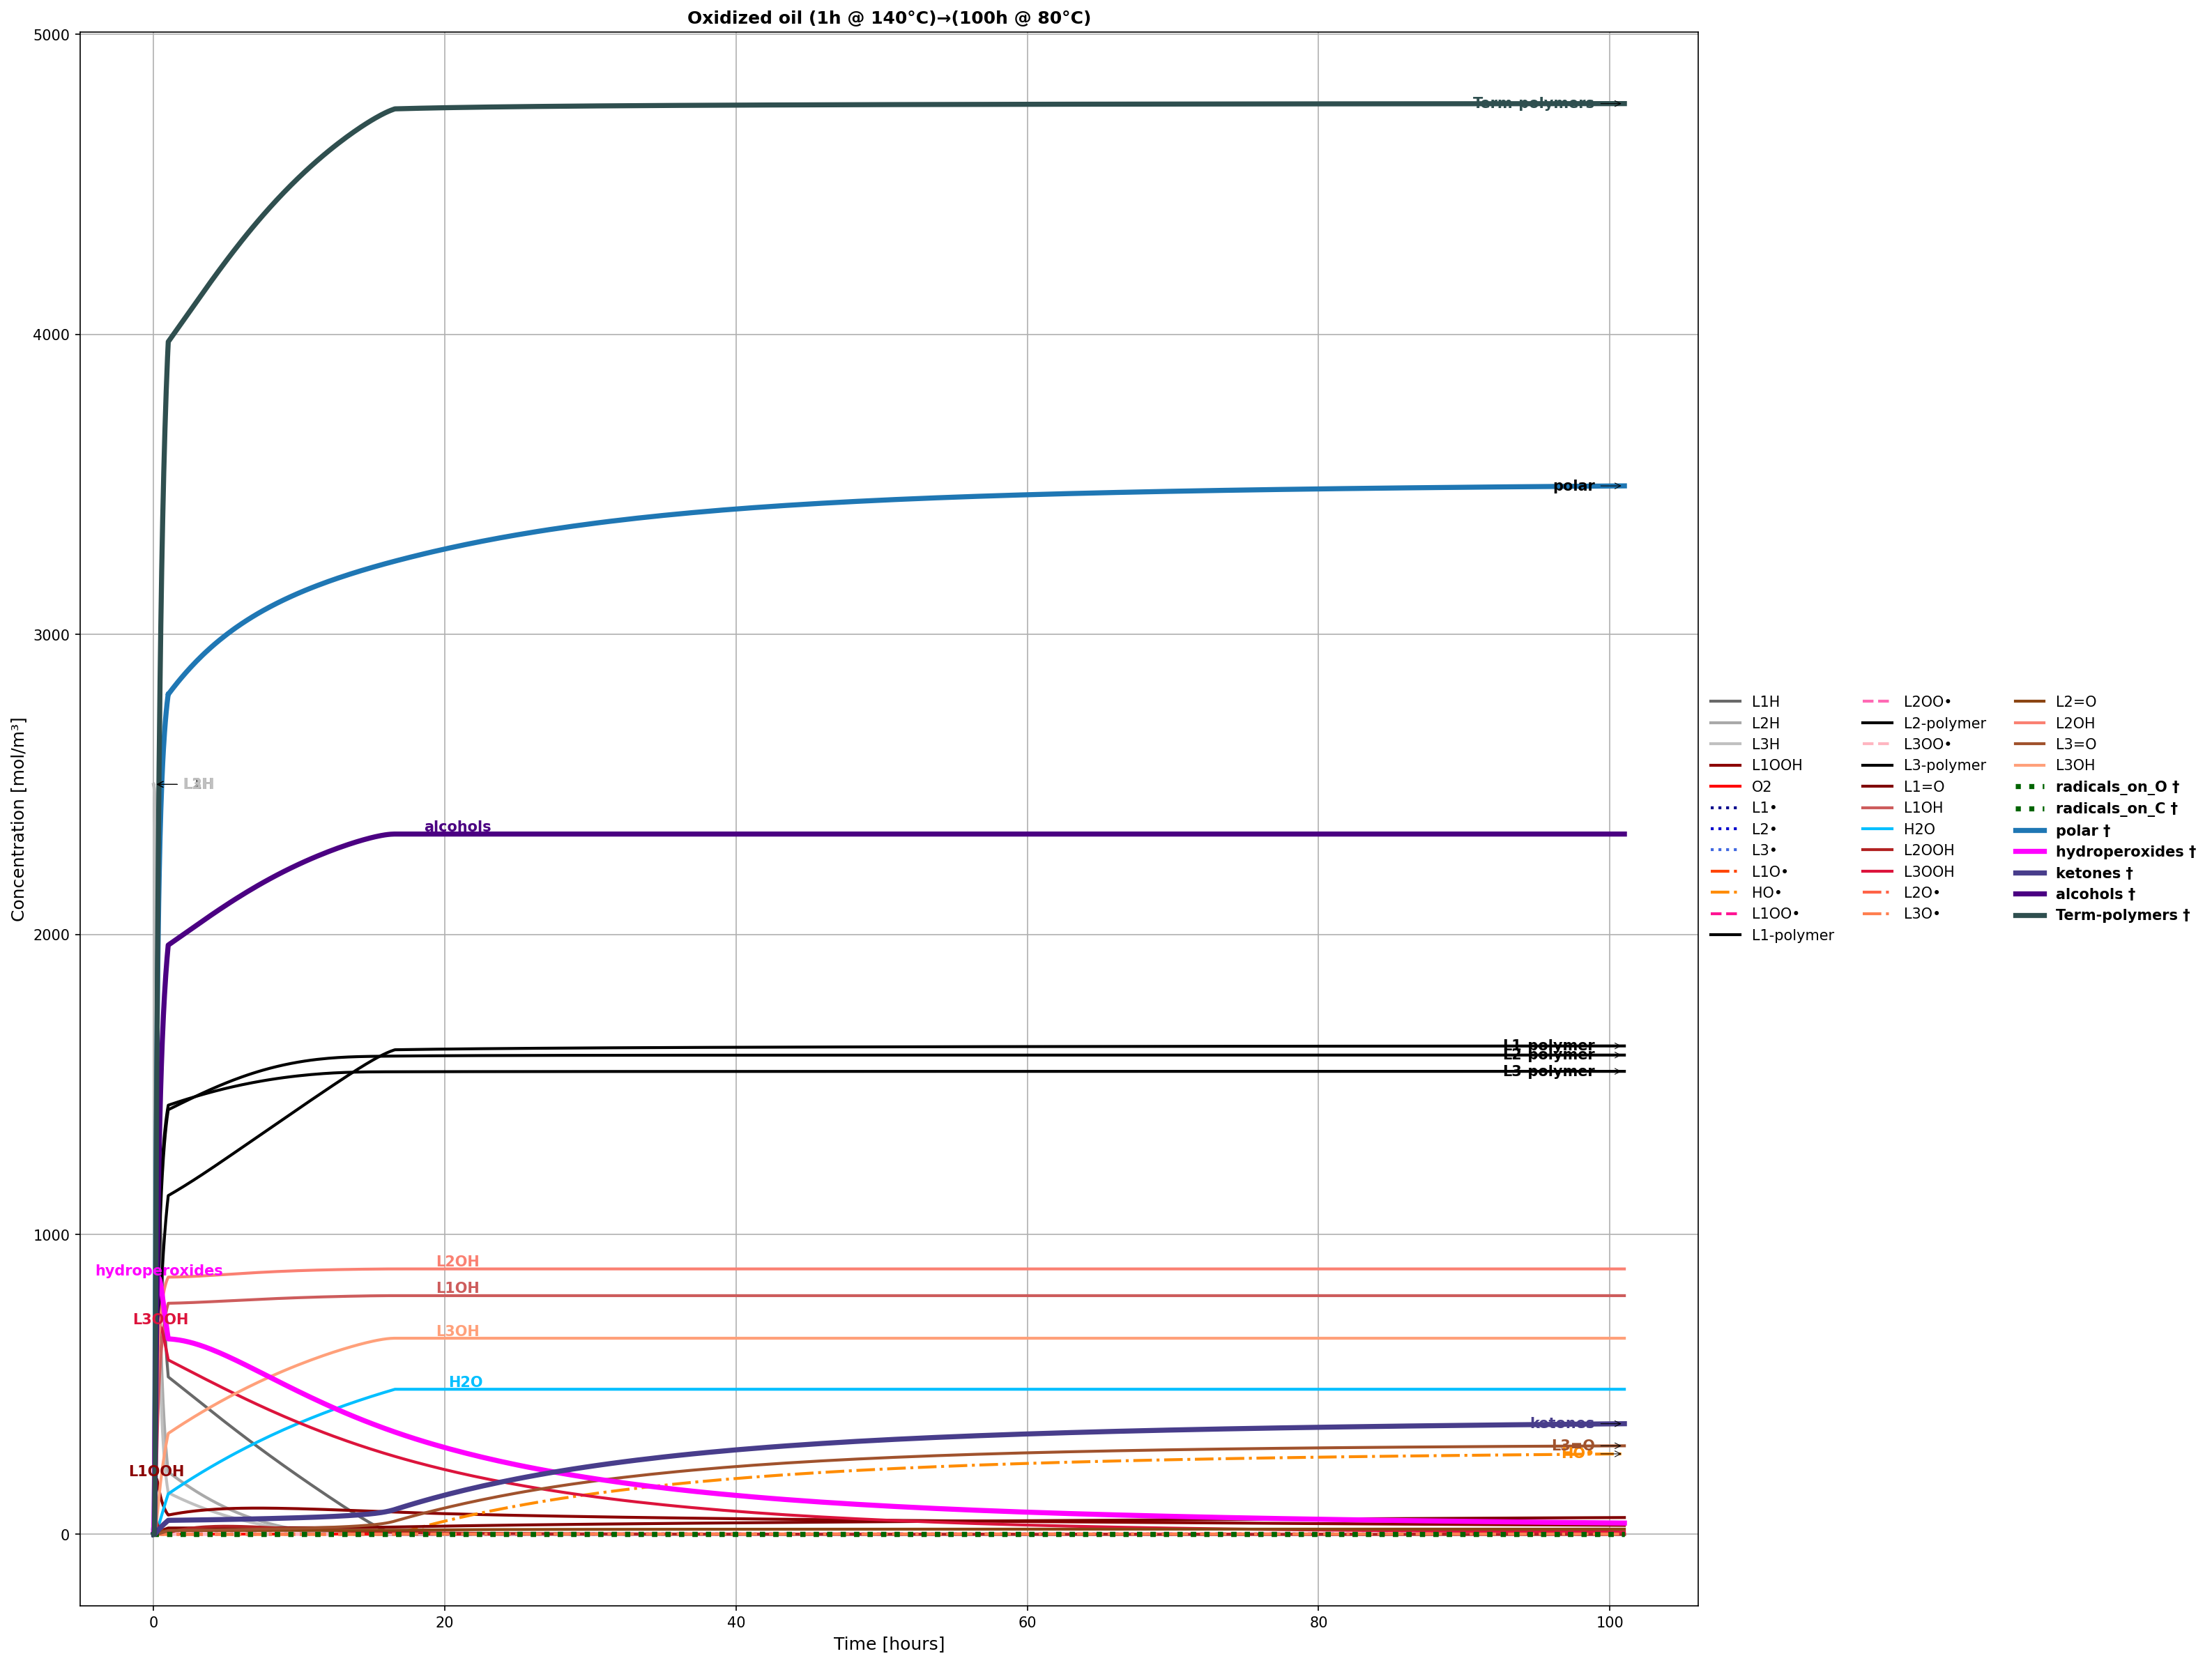 Oxidized oil (1h @ 140°C)→(100h @ 80°C)
Concentration [mol/m³]
5000
4000
3000
2000
1000
0
0
20
40
60
80
100
Time [hours]
Term-polymers
polar
alcohols
L1-polymer
L2-polymer
L3-polymer
L2OH
hydroperoxides
L1OH
L3OOH
L3OH
H2O
L1OOH
ketones
L3=O
HO•
L1H
L2H
L3H
L1OOH
O2
L1•
L2•
L3•
L1O•
HO•
L1OO•
L1-polymer
L2OO•
L2-polymer
L3OO•
L3-polymer
L1=O
L1OH
H2O
L2OOH
L3OOH
L2O•
L3O•
L2=O
L2OH
L3=O
L3OH
radicals_on_O †
radicals_on_C †
polar †
hydroperoxides †
ketones †
alcohols †
Term-polymers †